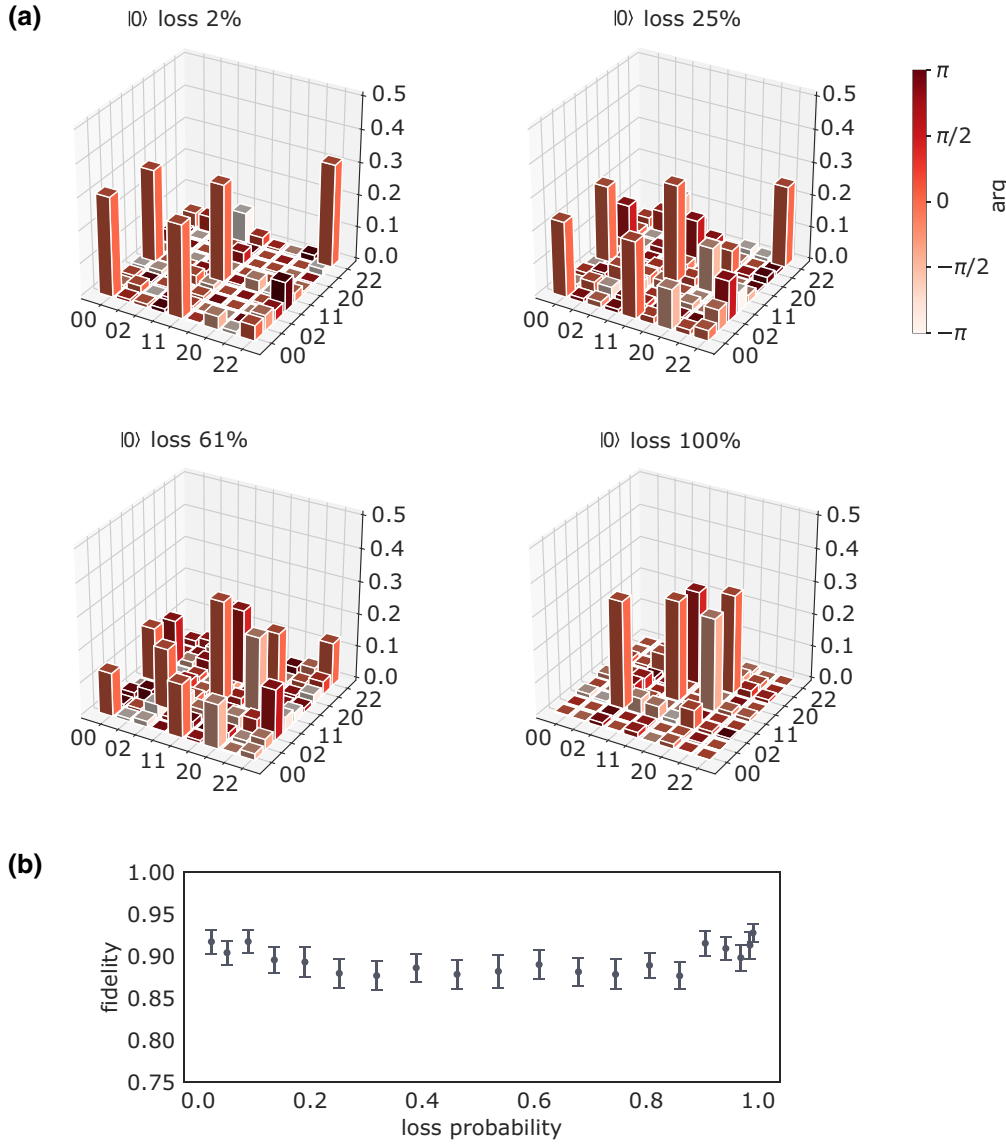 (a)
|0⟩ loss 2%
0.5
0.4
0.3
0.2
0.1
0.0
00 02 11 20 22
00 02 11 20 22
|0⟩ loss 25%
0.5
0.4
0.3
0.2
0.1
0.0
00 02 11 20 22
00 02 11 20 22
π
π/2
0
−π/2
−π
arg
|0⟩ loss 61%
0.5
0.4
0.3
0.2
0.1
0.0
00 02 11 20 22
00 02 11 20 22
|0⟩ loss 100%
0.5
0.4
0.3
0.2
0.1
0.0
00 02 11 20 22
00 02 11 20 22
(b)
1.00
0.95
0.90
0.85
0.80
0.75
fidelity
0.0 0.2 0.4 0.6 0.8 1.0
loss probability